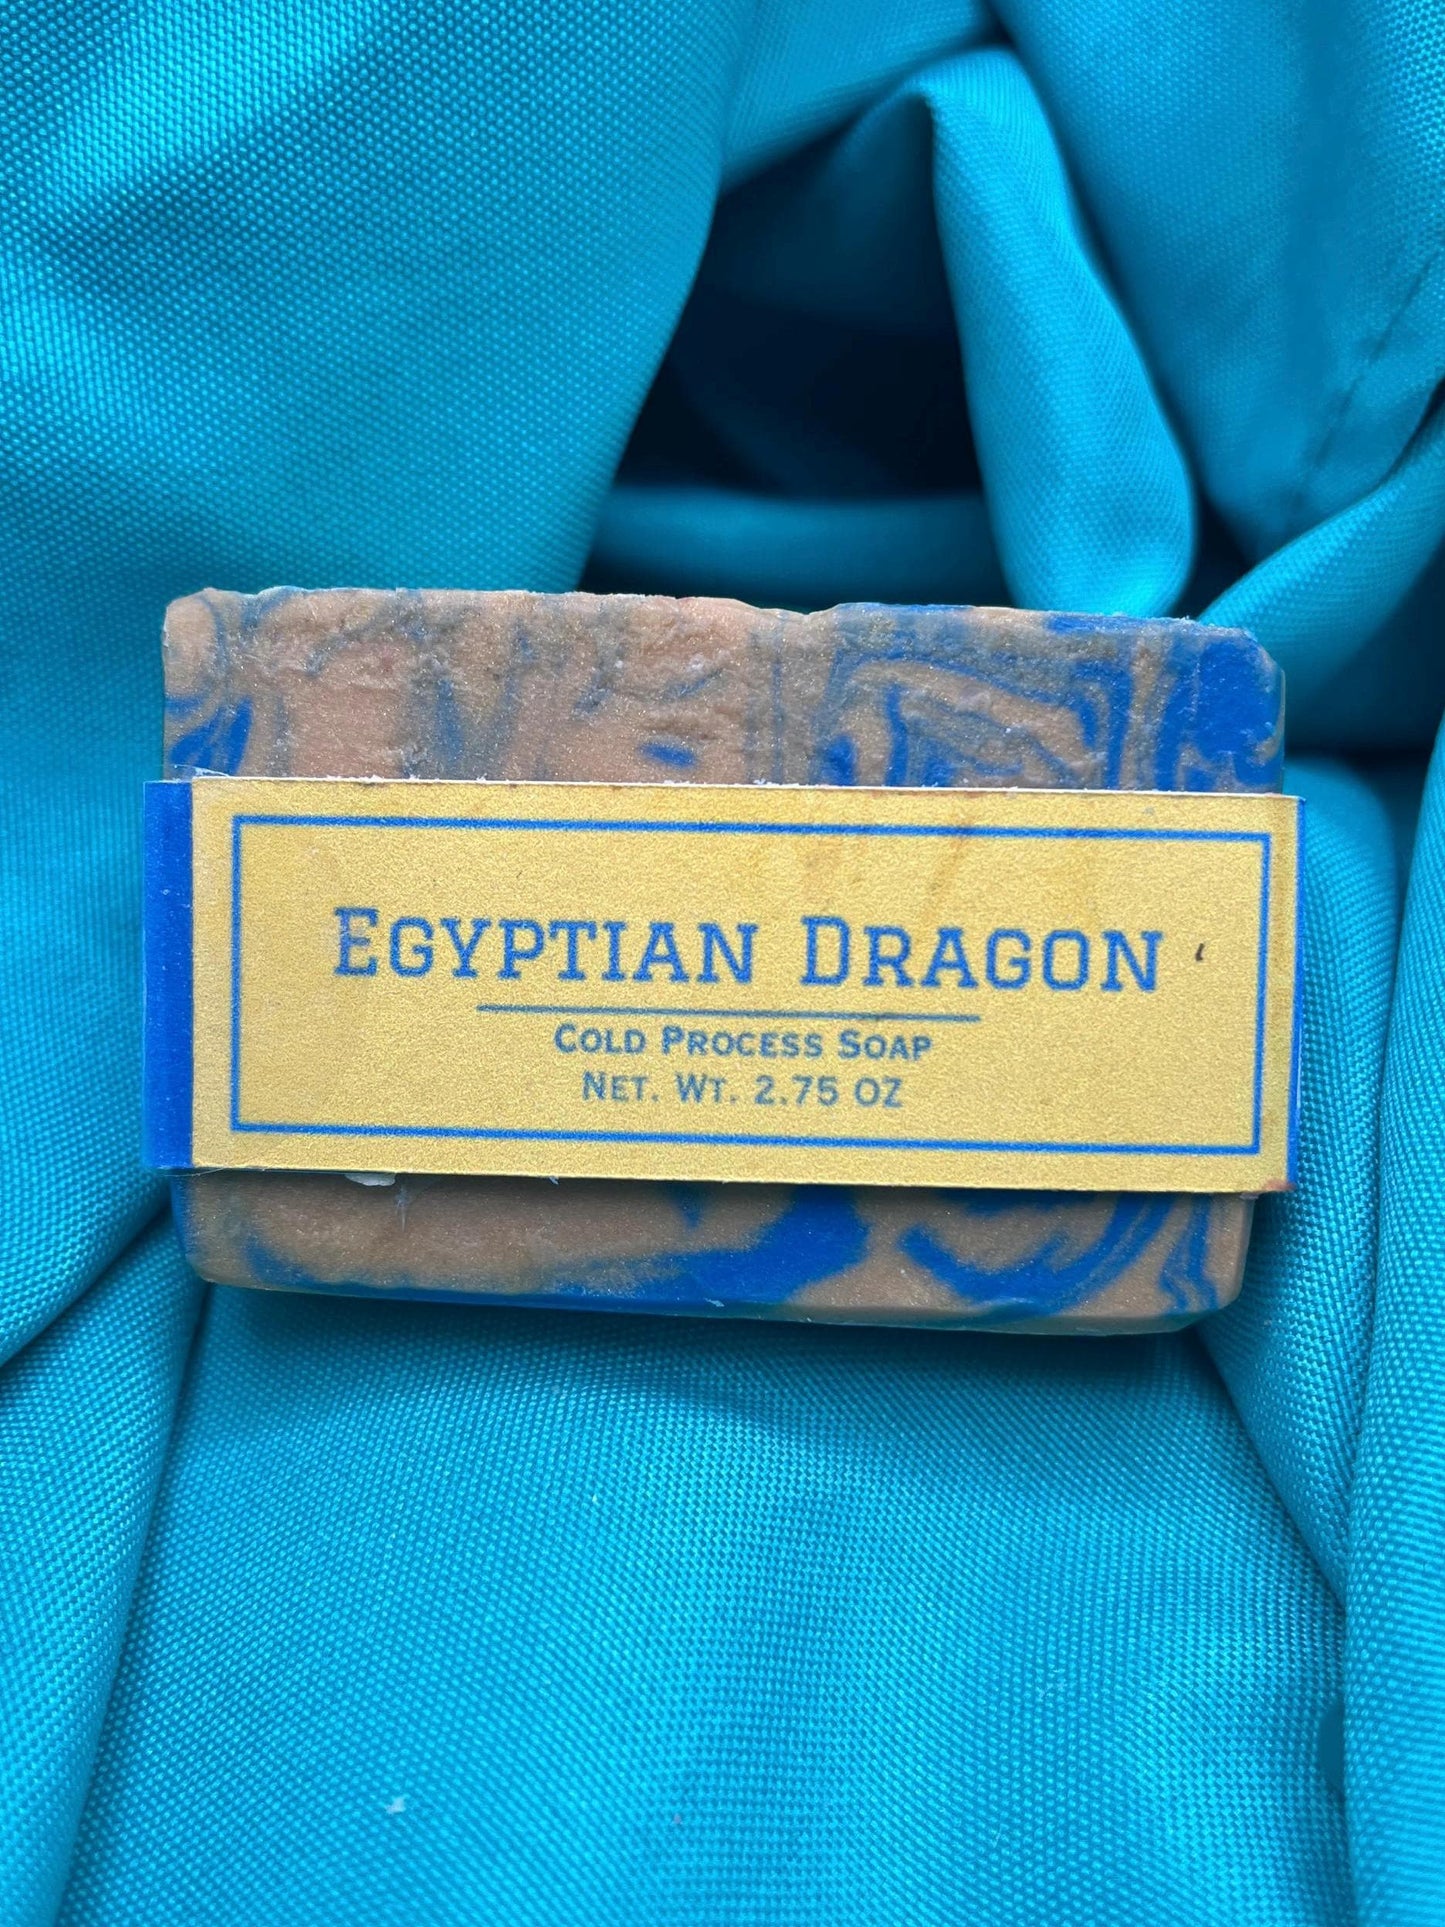 Egyptian Dragon
Cold Process Soap
Net. Wt. 2.75 oz